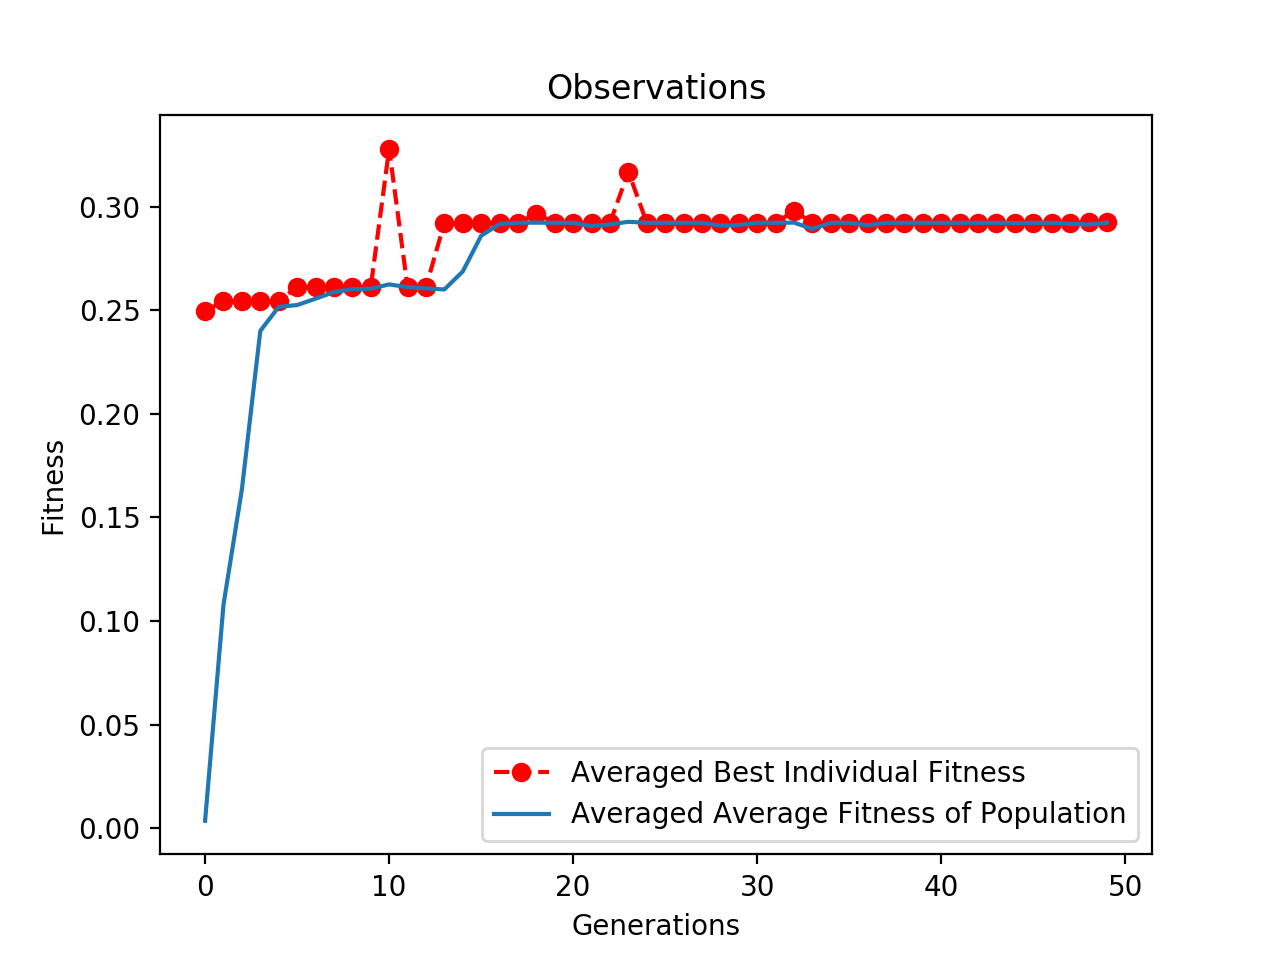 Observations
0.30
0.25
0.20
0.15
0.10
0.05
0.00
Fitness
Averaged Best Individual Fitness
Averaged Average Fitness of Population
0 10 20 30 40 50
Generations